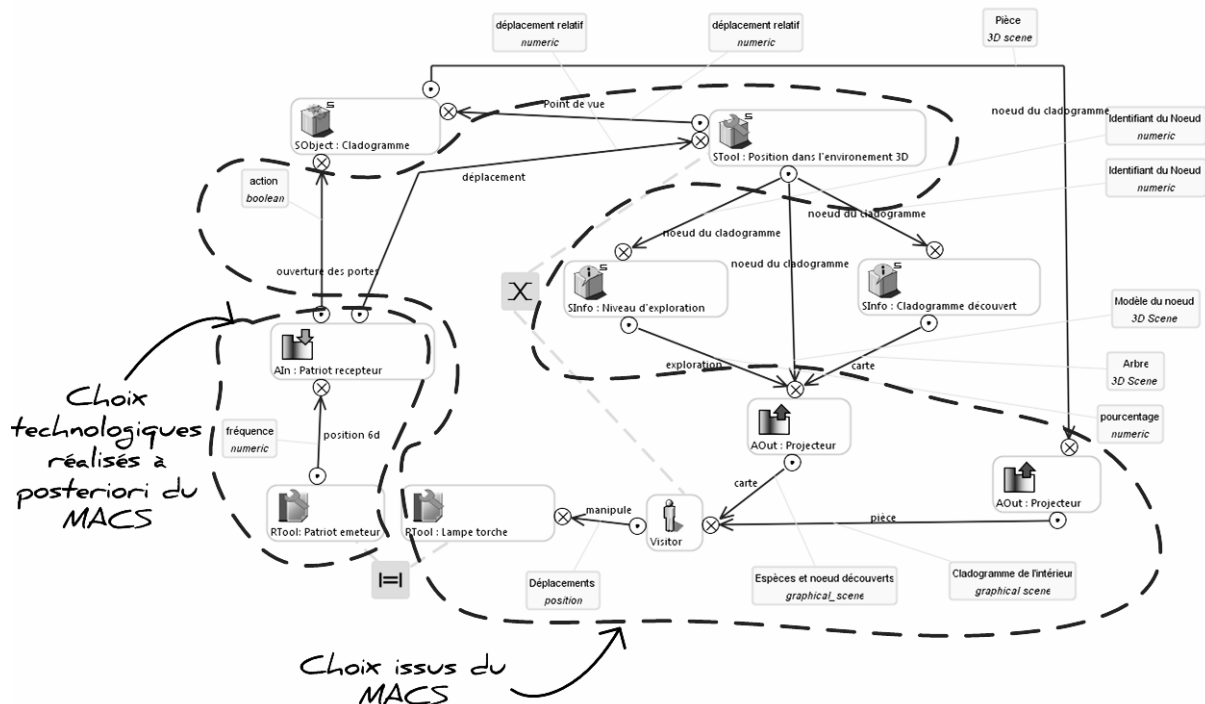 déplacement relatif
numeric
déplacement relatif
numeric
Pièce
3D scene
Point de vue
noeud du cladogramme
Identifiant du Noeud
numeric
SObject : Cladogramme
STool : Position dans l'environement 3D
action
boolean
déplacement
Identifiant du Noeud
numeric
noeud du cladogramme
noeud du cladogramme
noeud du cladogramme
ouverture des portes
SInfo : Niveau d'exploration
SInfo : Cladogramme découvert
Modèle du noeud
3D Scene
AIn : Patriot recepteur
exploration
carte
Arbre
3D Scene
Choix
technologiques
réalisés à
posteriori du
MACS
fréquence
numeric
position 6d
pourcentage
numeric
AOut : Projecteur
carte
AOut : Projecteur
RTool: Patriot emeteur
RTool: Lampe torche
manipule
Visitor
pièce
Déplacements
position
Espèces et noeud découverts
graphical_scene
Cladogramme de l'intérieur
graphical scene
Choix issus du
MACS